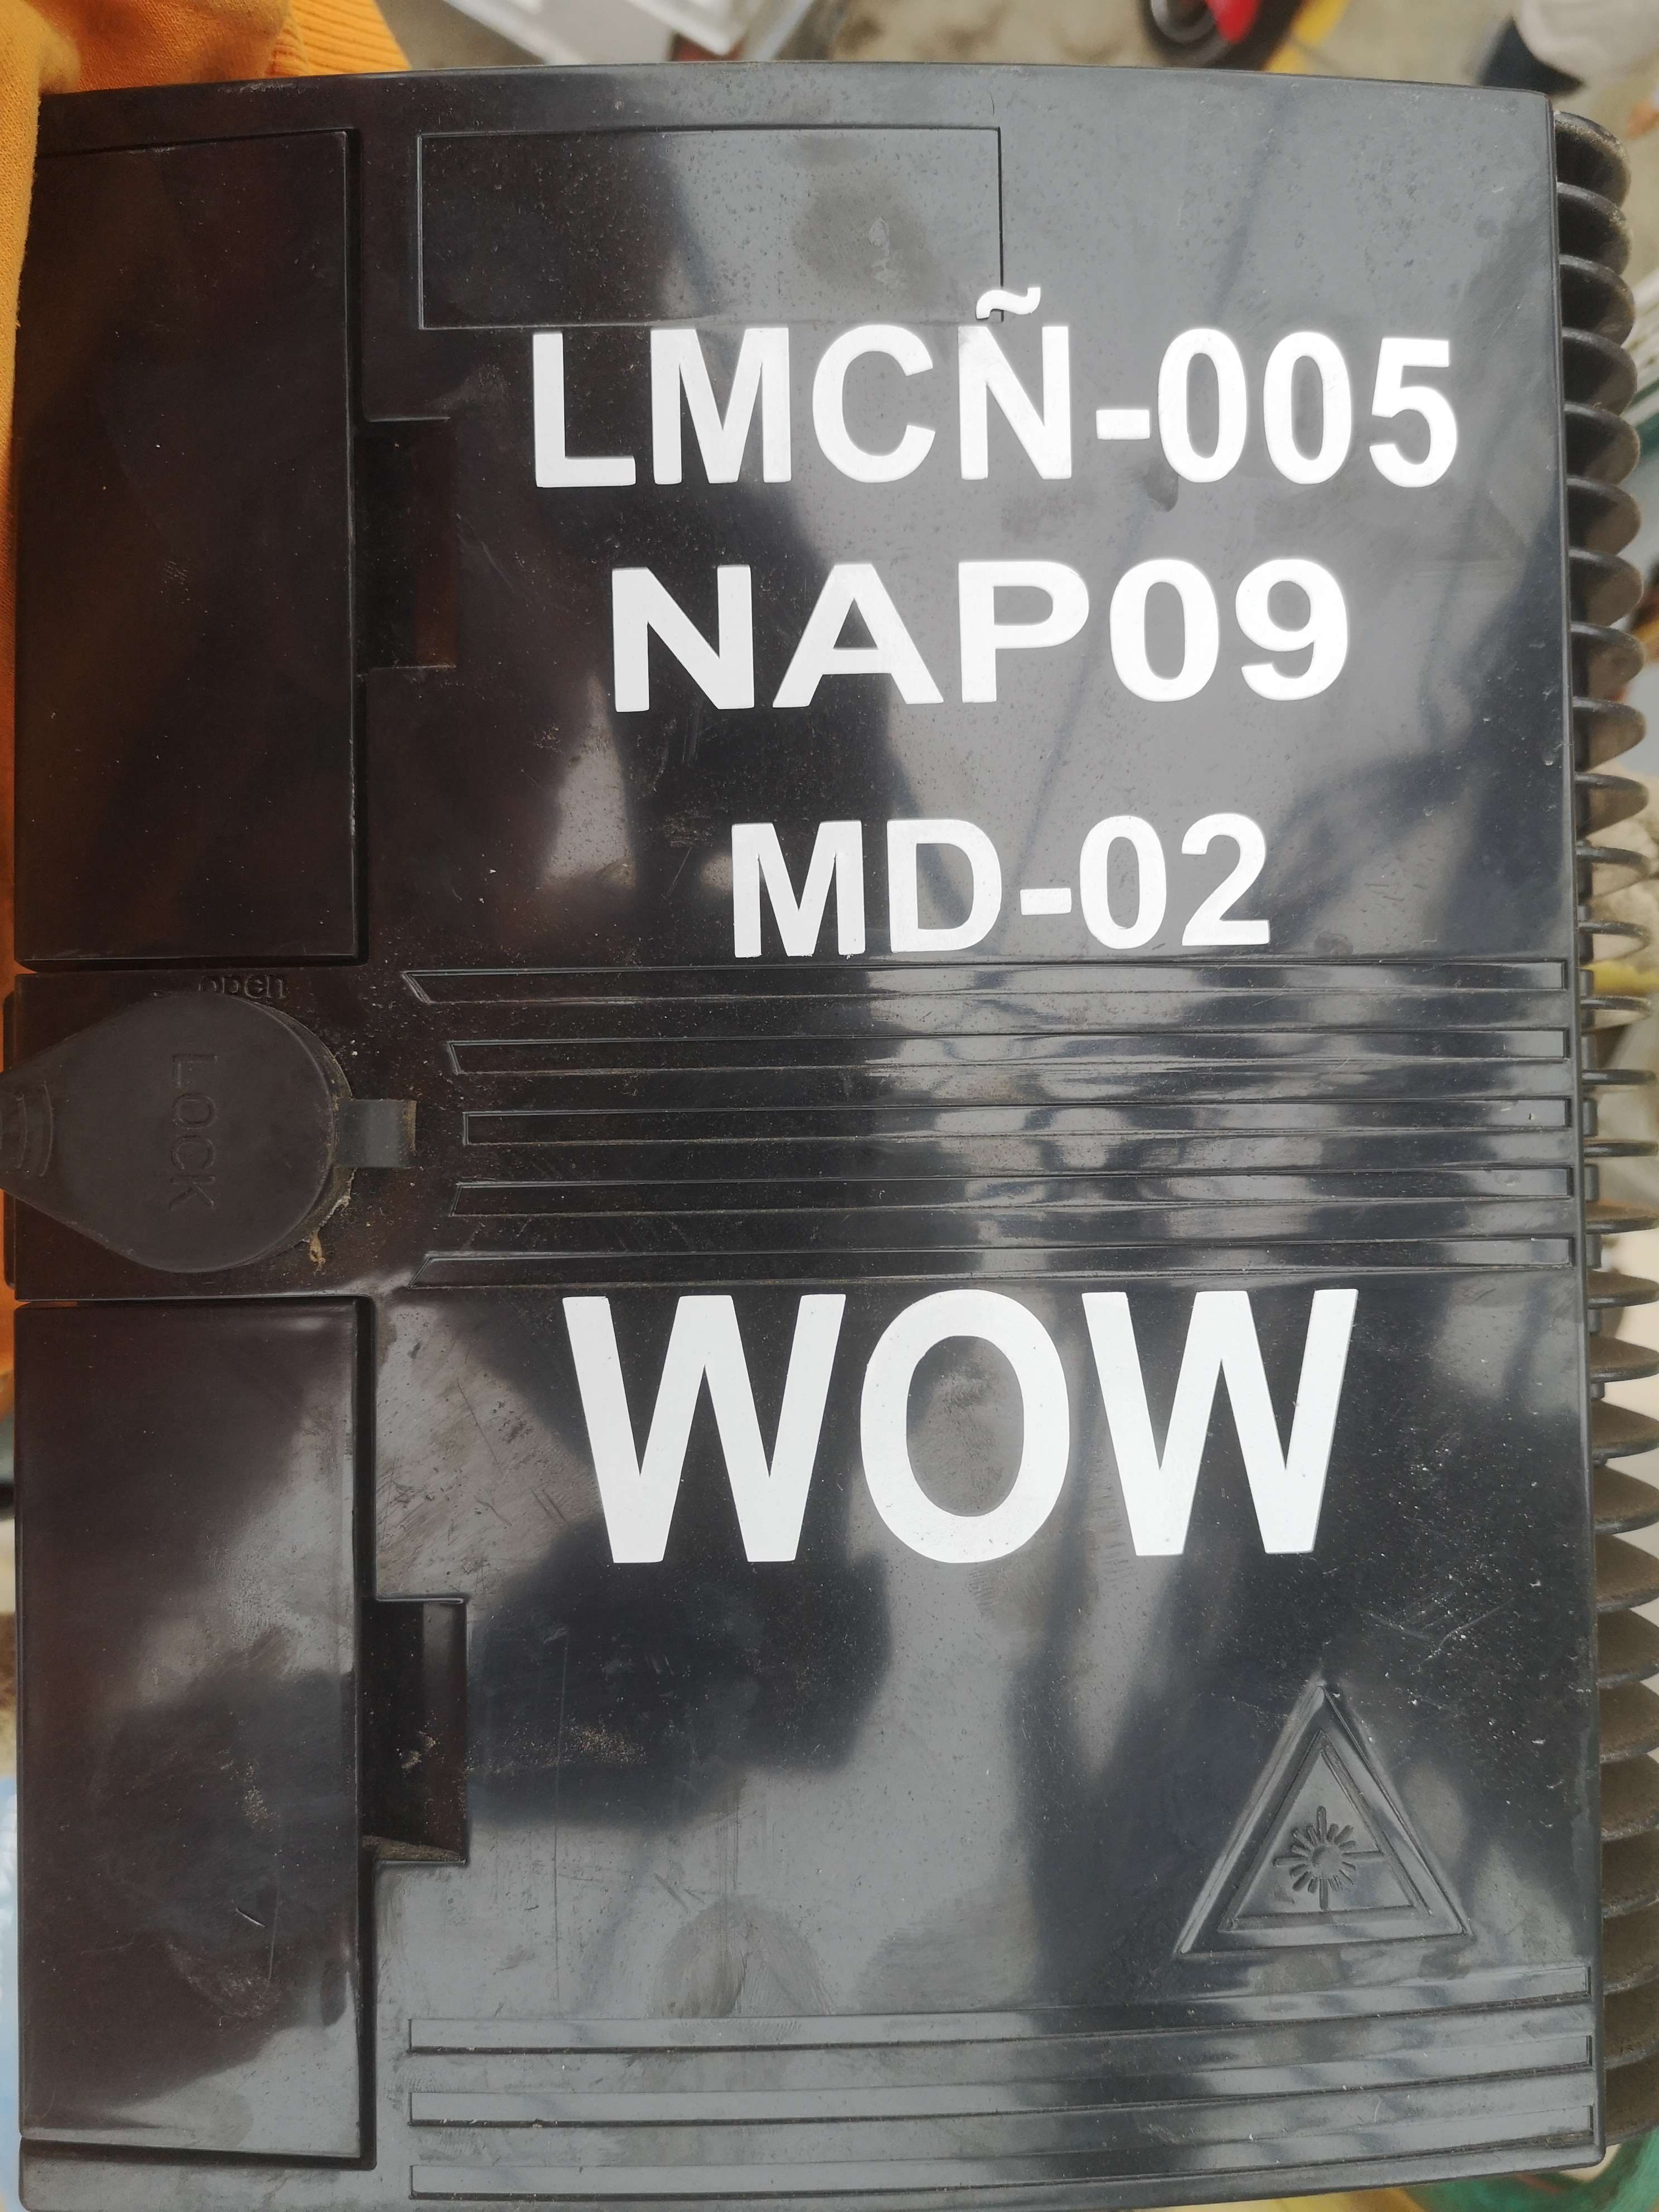 LMCÑ-005
NAP09
MD-02
open
LOCK
WOW